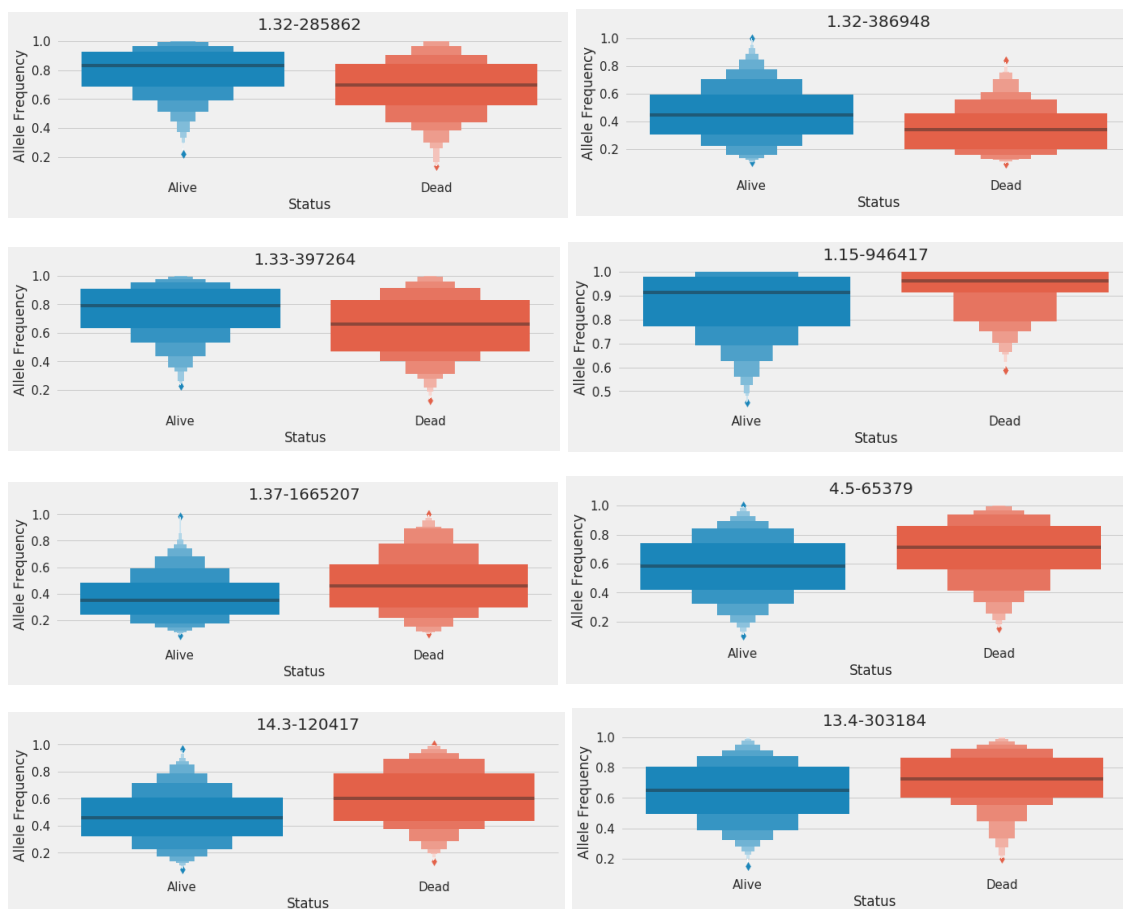 1.32-285862
1.0
0.8
0.6
0.4
0.2
Allele Frequency
Alive
Dead
Status
1.32-386948
1.0
0.8
0.6
0.4
0.2
Allele Frequency
Alive
Dead
Status
1.33-397264
1.0
0.8
0.6
0.4
0.2
Allele Frequency
Alive
Dead
Status
1.15-946417
1.0
0.9
0.8
0.7
0.6
0.5
Allele Frequency
Alive
Dead
Status
1.37-1665207
1.0
0.8
0.6
0.4
0.2
Allele Frequency
Alive
Dead
Status
4.5-65379
1.0
0.8
0.6
0.4
0.2
Allele Frequency
Alive
Dead
Status
14.3-120417
1.0
0.8
0.6
0.4
0.2
Allele Frequency
Alive
Dead
Status
13.4-303184
1.0
0.8
0.6
0.4
0.2
Allele Frequency
Alive
Dead
Status